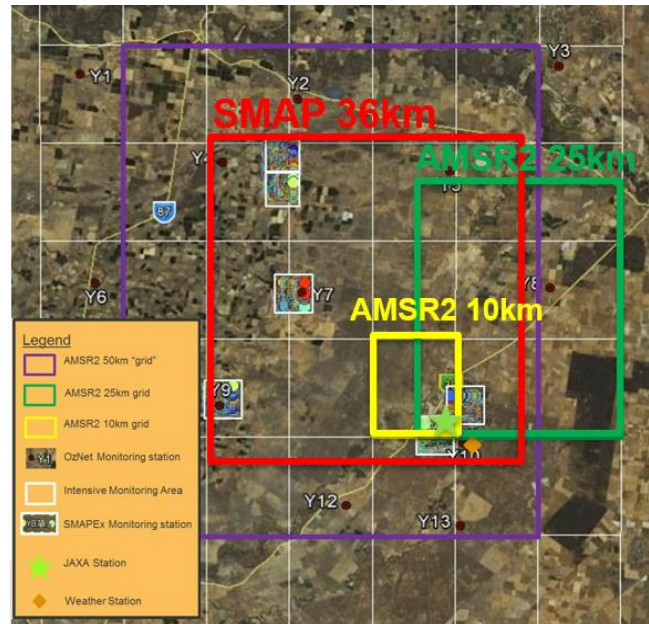 Y3
Y1
Y2
SMAP 36km
Y4
AMSR2 25km
87
Y6
Y7
Y8
AMSR2 10km
Legend
AMSR2 50km "grid"
AMSR2 25km grid
AMSR2 10km grid
OzNet Monitoring station
Intensive Monitoring Area
SMAPEx Monitoring station
JAXA Station
Weather Station
Y9
Y10
Y12
Y13